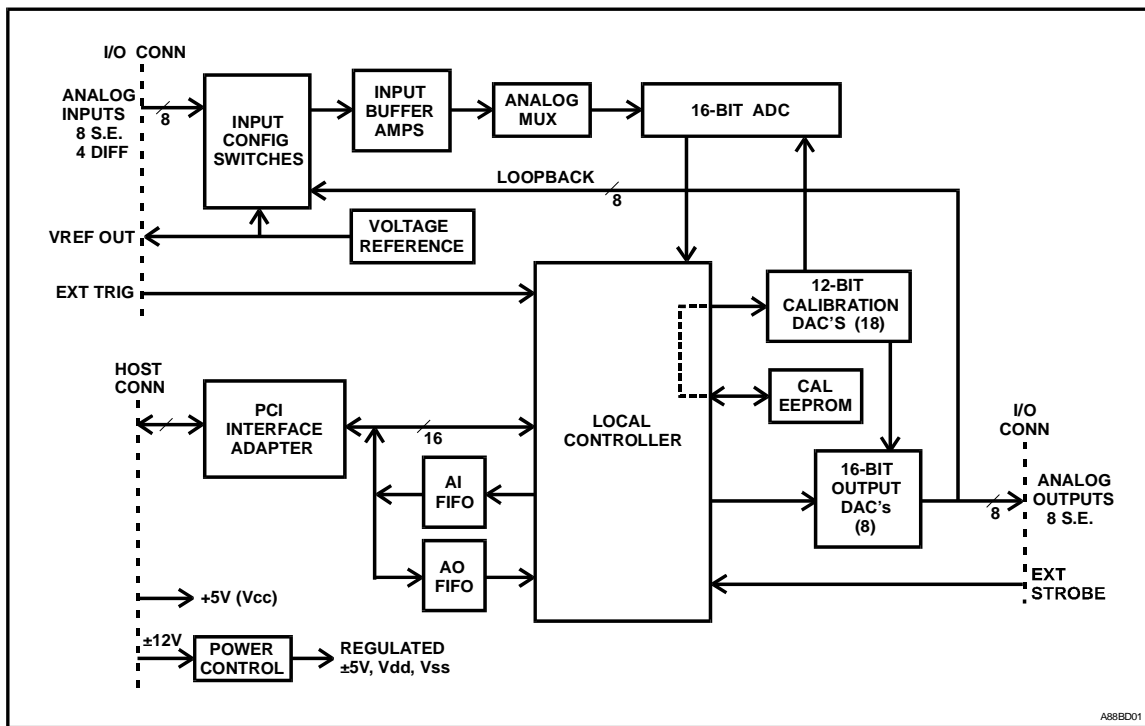 I/O CONN
ANALOG
INPUTS
8 S.E.
4 DIFF
8
INPUT
CONFIG
SWITCHES
INPUT
BUFFER
AMPS
ANALOG
MUX
16-BIT ADC
LOOPBACK
8
VREF OUT
VOLTAGE
REFERENCE
EXT TRIG
12-BIT
CALIBRATION
DAC'S (18)
HOST
CONN
PCI
INTERFACE
ADAPTER
16
LOCAL
CONTROLLER
CAL
EEPROM
I/O
CONN
AI
FIFO
16-BIT
OUTPUT
DAC's
(8)
8
ANALOG
OUTPUTS
8 S.E.
AO
FIFO
EXT
STROBE
+5V (Vcc)
±12V
POWER
CONTROL
REGULATED
±5V, Vdd, Vss
A88BD01